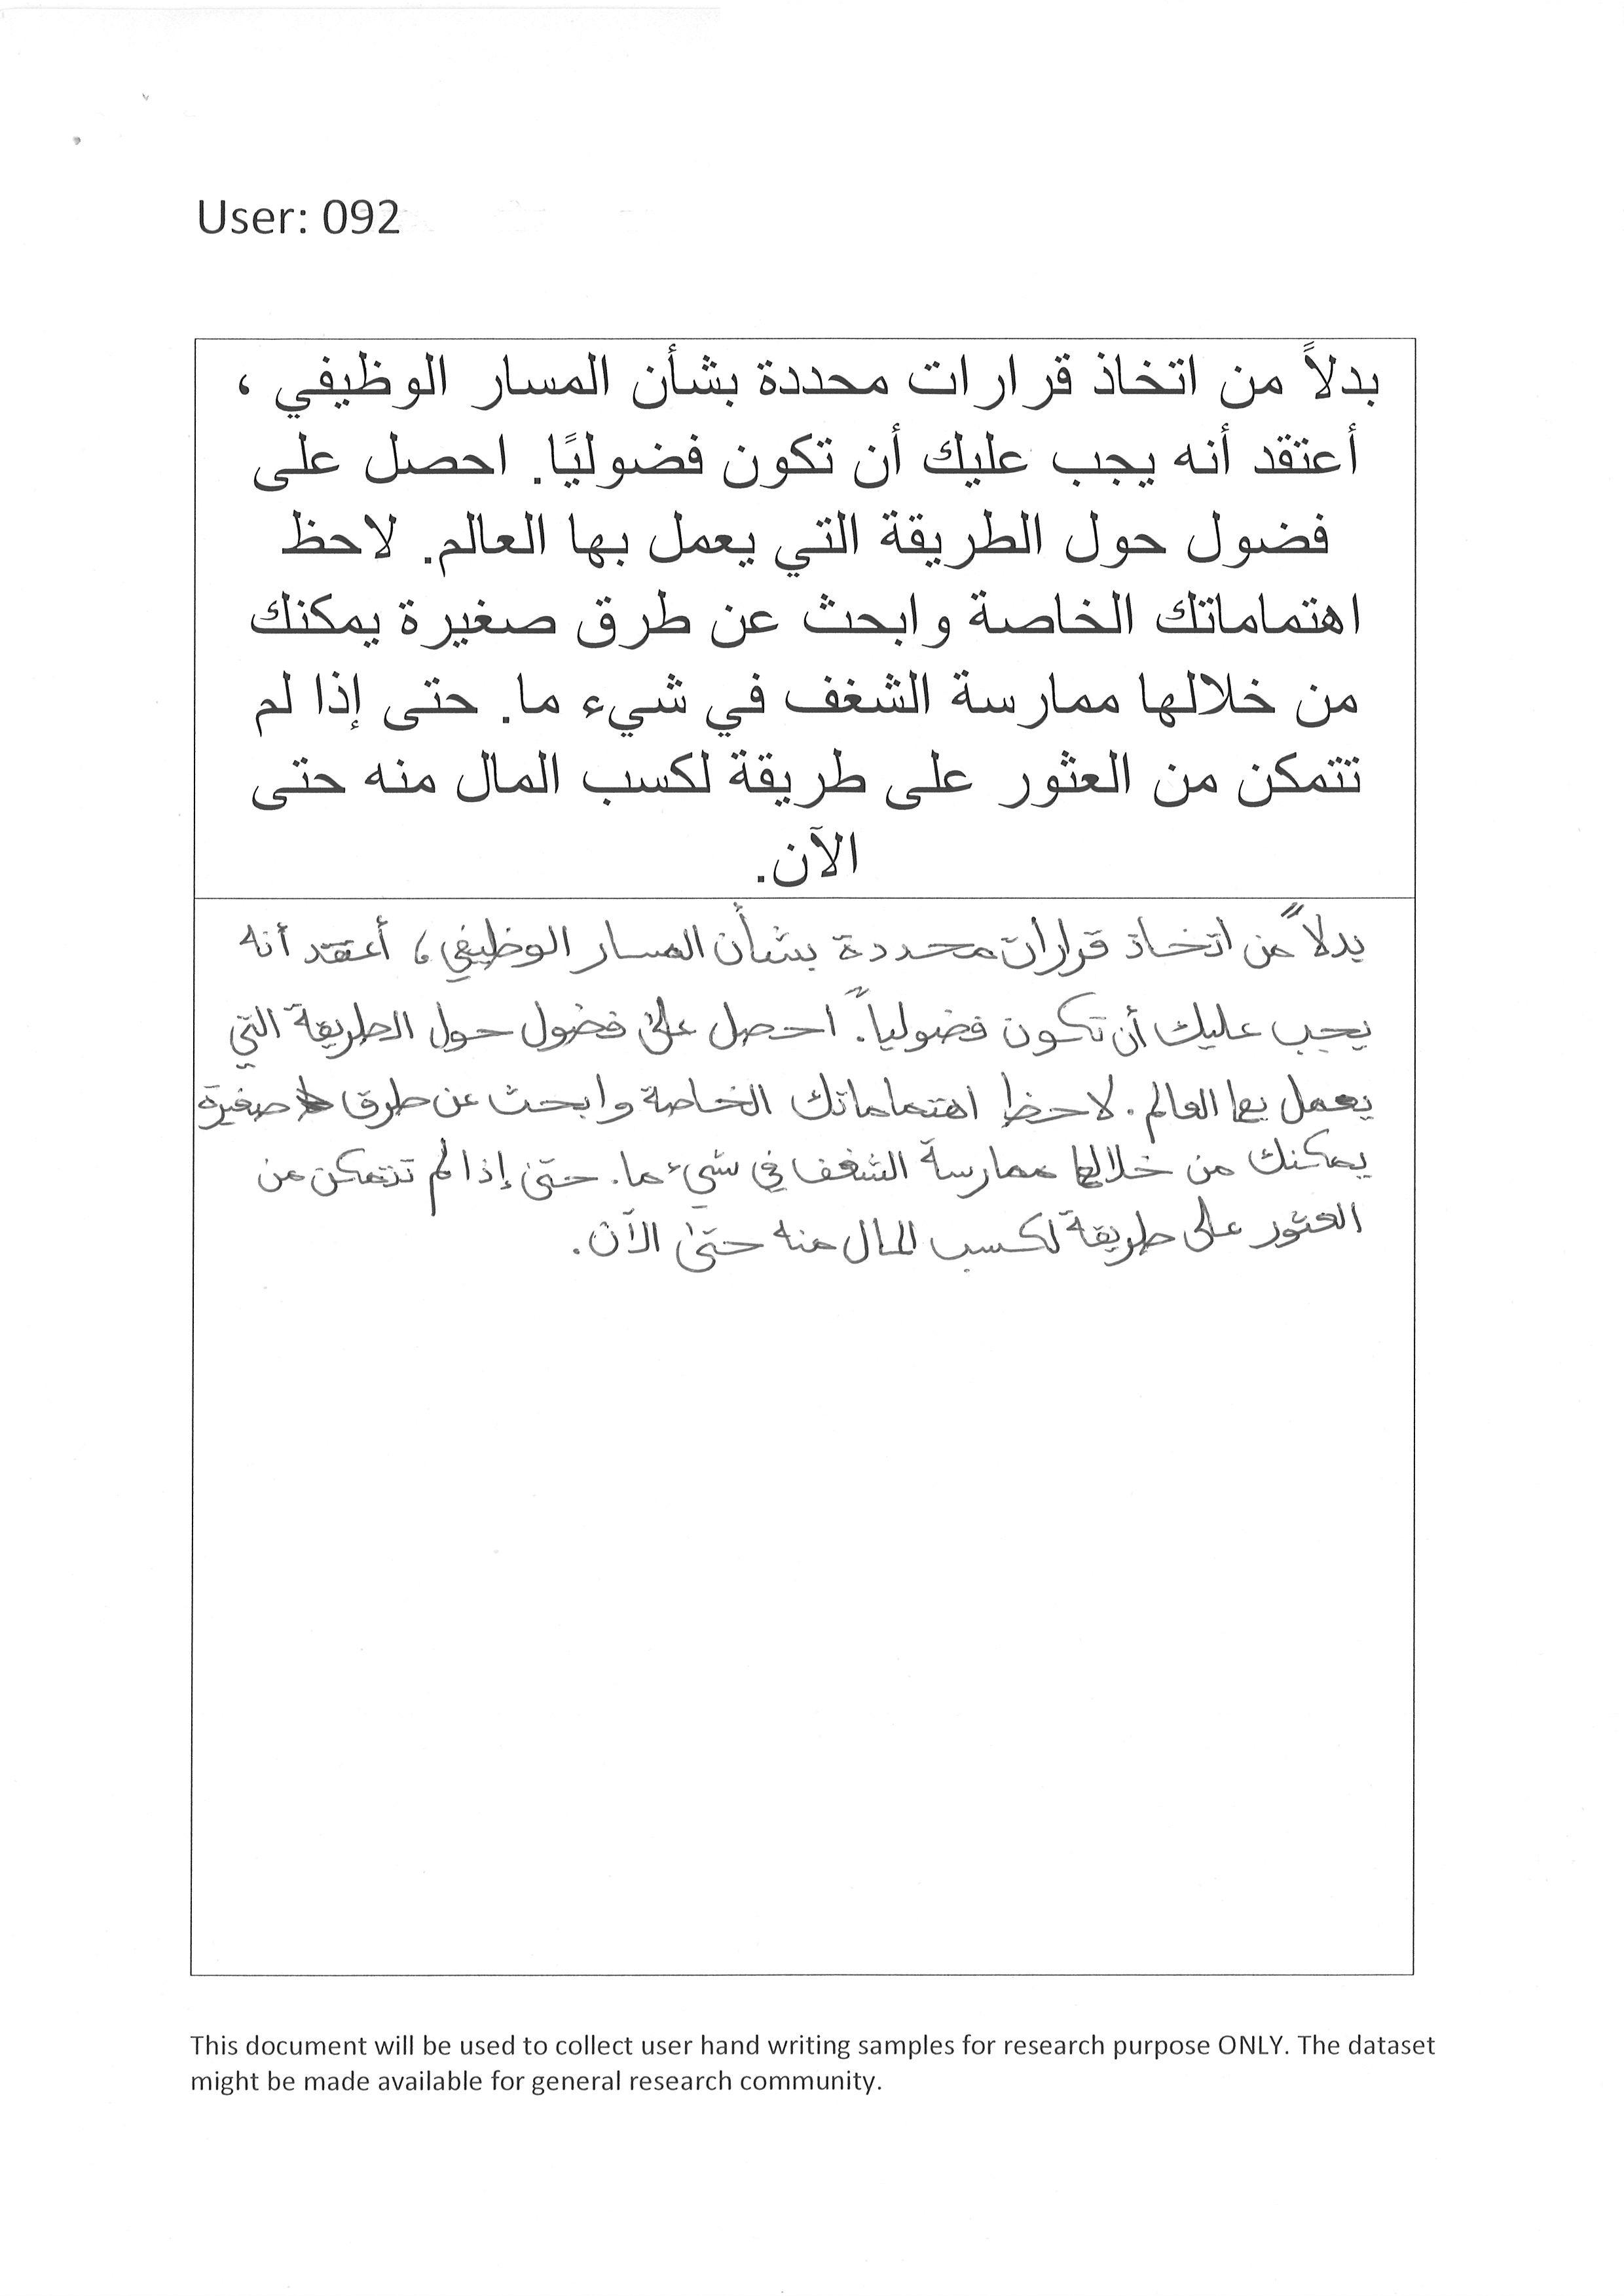 User: 092
بدلاً من اتخاذ قرارات محددة بشأن المسار الوظيفي ،
أعتقد أنه يجب عليك أن تكون فضوليًا. احصل على
فضول حول الطريقة التي يعمل بها العالم. لاحظ
اهتماماتك الخاصة وابحث عن طرق صغيرة يمكنك
من خلالها ممارسة الشغف في شيء ما. حتى إذا لم
تتمكن من العثور على طريقة لكسب المال منه حتى
الآن.
بدلاً من اتخاذ قرارات محددة بشأن المسار الوظيفي، أعتقد أنه
يجب عليك أن تكون فضولياً. احصل على فضول حول الطريقة التي
يعمل بها العالم. لاحظ اهتماماتك الخاصة وابحث عن طرق صغيرة
يمكنك من خلالها ممارسة الشغف في شيء ما. حتى إذا لم تتمكن من
العثور على طريقة لكسب المال منه حتى الآن.
This document will be used to collect user hand writing samples for research purpose ONLY. The dataset
might be made available for general research community.